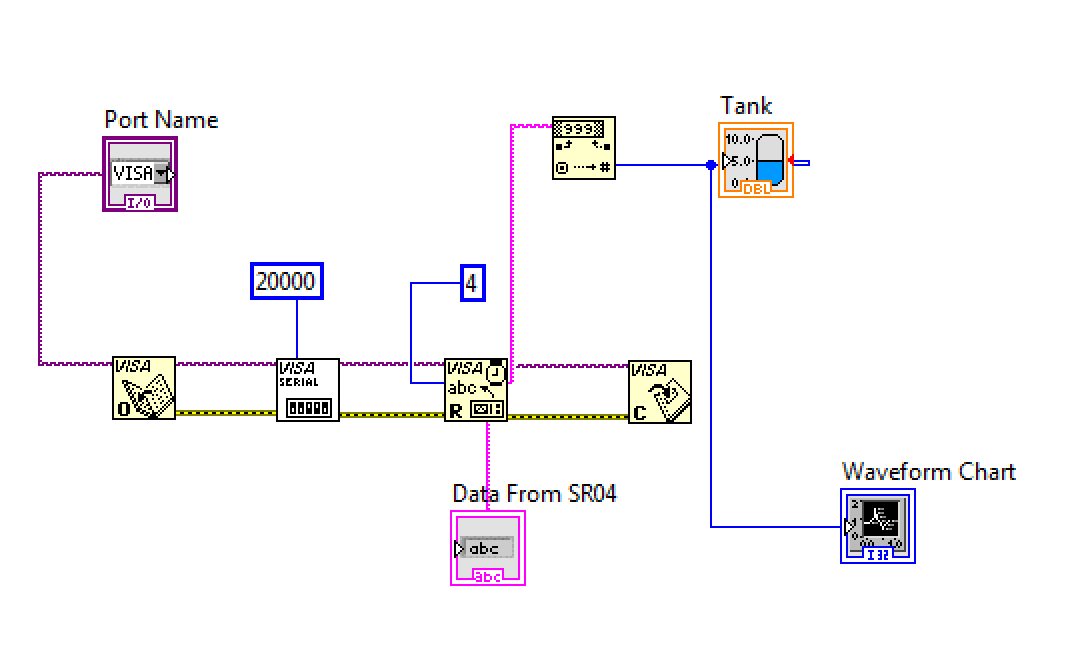 Port Name
VISA
I/O
20000
4
999
#
Tank
10.0
5.0
0
DBL
VISA
O
VISA
SERIAL
VISA
abc
R
VISA
C
Data From SR04
abc
abc
Waveform Chart
I32